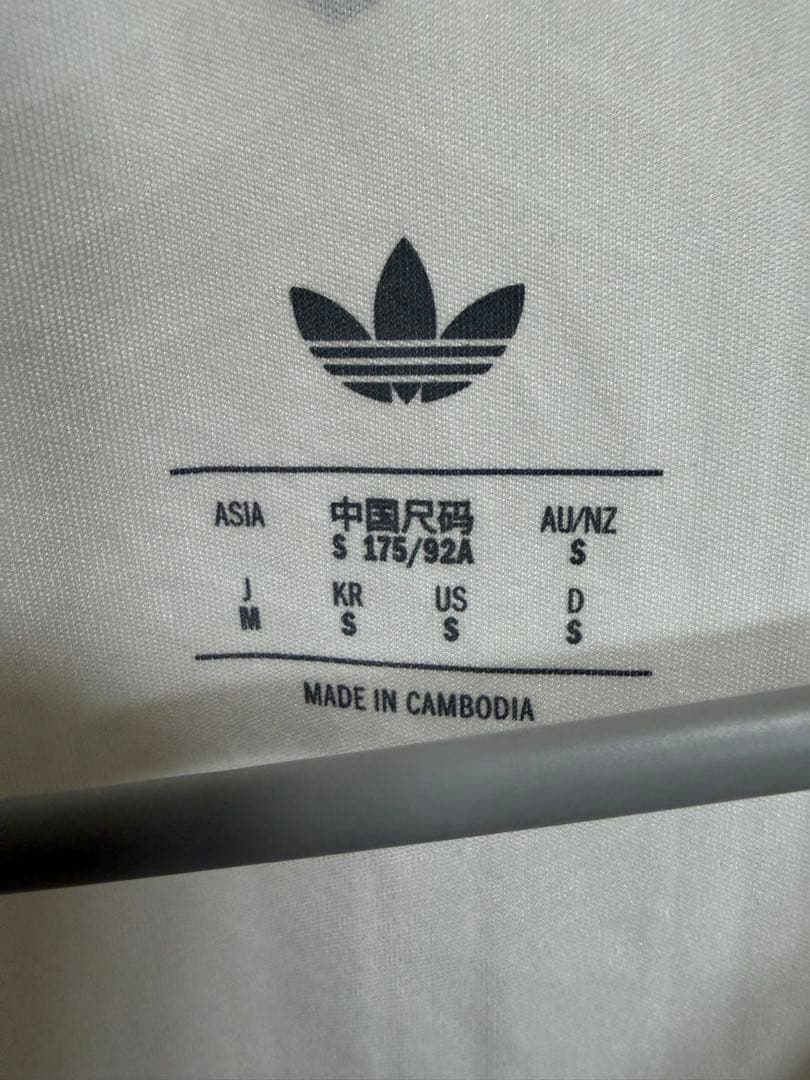 ASIA 中国尺码 AU/NZ
S 175/92A S
J KR US D
M S S S
MADE IN CAMBODIA